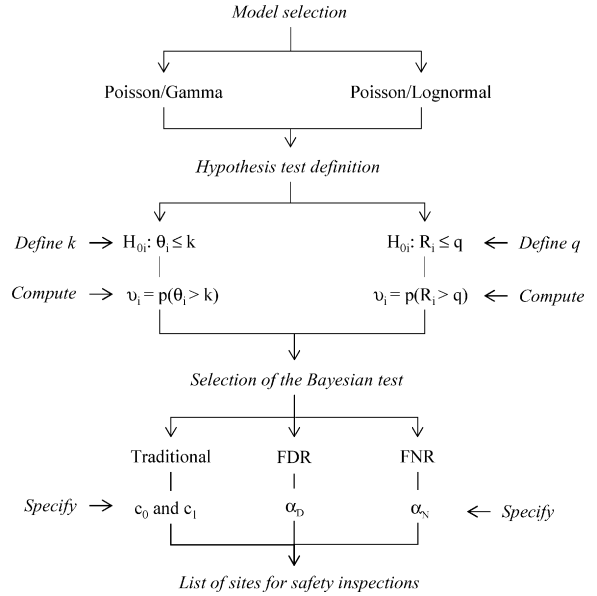 Model selection
Poisson/Gamma Poisson/Lognormal
Hypothesis test definition
Define k H₀ᵢ: θᵢ ≤ k H₀ᵢ: Rᵢ ≤ q Define q
Compute υᵢ = p(θᵢ > k) υᵢ = p(Rᵢ > q) Compute
Selection of the Bayesian test
Traditional FDR FNR
Specify c₀ and c₁ α_D α_N Specify
List of sites for safety inspections